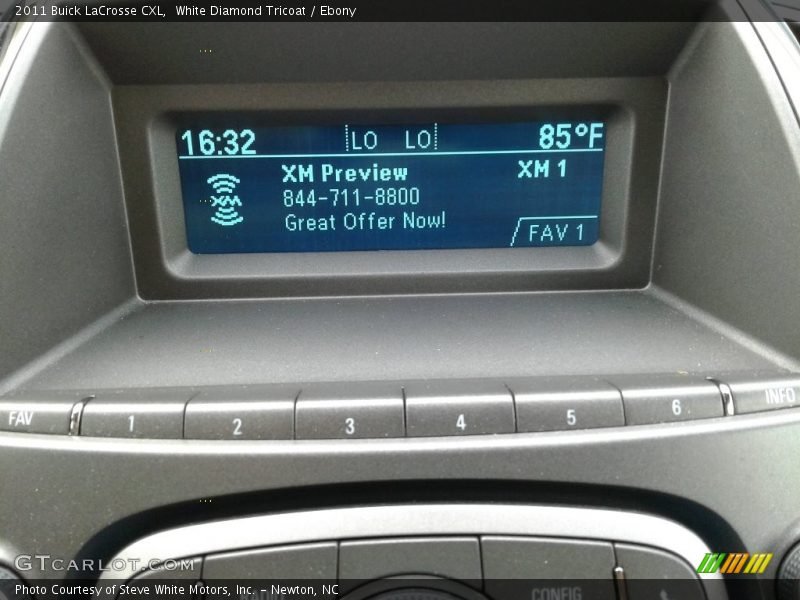 2011 Buick LaCrosse CXL, White Diamond Tricoat / Ebony
16:32 LO LO 85°F
XM Preview XM 1
XM
844-711-8800
Great Offer Now!
FAV 1
FAV 1 2 3 4 5 6 INFO
CONFIG
GTCARLOT.COM
Photo Courtesy of Steve White Motors, Inc. – Newton, NC